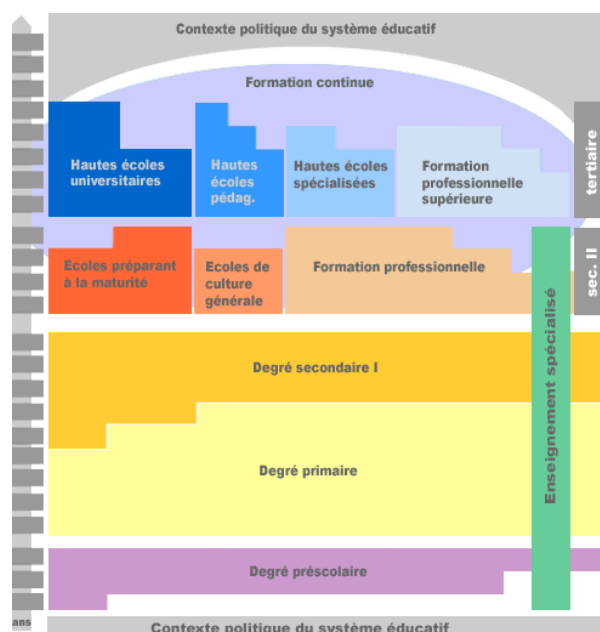 Contexte politique du système éducatif
Formation continue
Hautes écoles
universitaires
Hautes
écoles
pédag.
Hautes écoles
spécialisées
Formation
professionnelle
supérieure
tertiaire
Ecoles préparant
à la maturité
Ecoles de
culture
générale
Formation professionnelle
sec. II
Enseignement spécialisé
Degré secondaire I
Degré primaire
Degré préscolaire
ans
Contexte politique du système éducatif